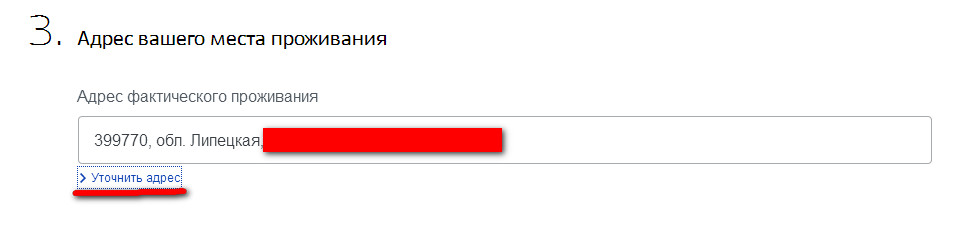 3. Адрес вашего места проживания
Адрес фактического проживания
399770, обл. Липецкая,
Уточнить адрес